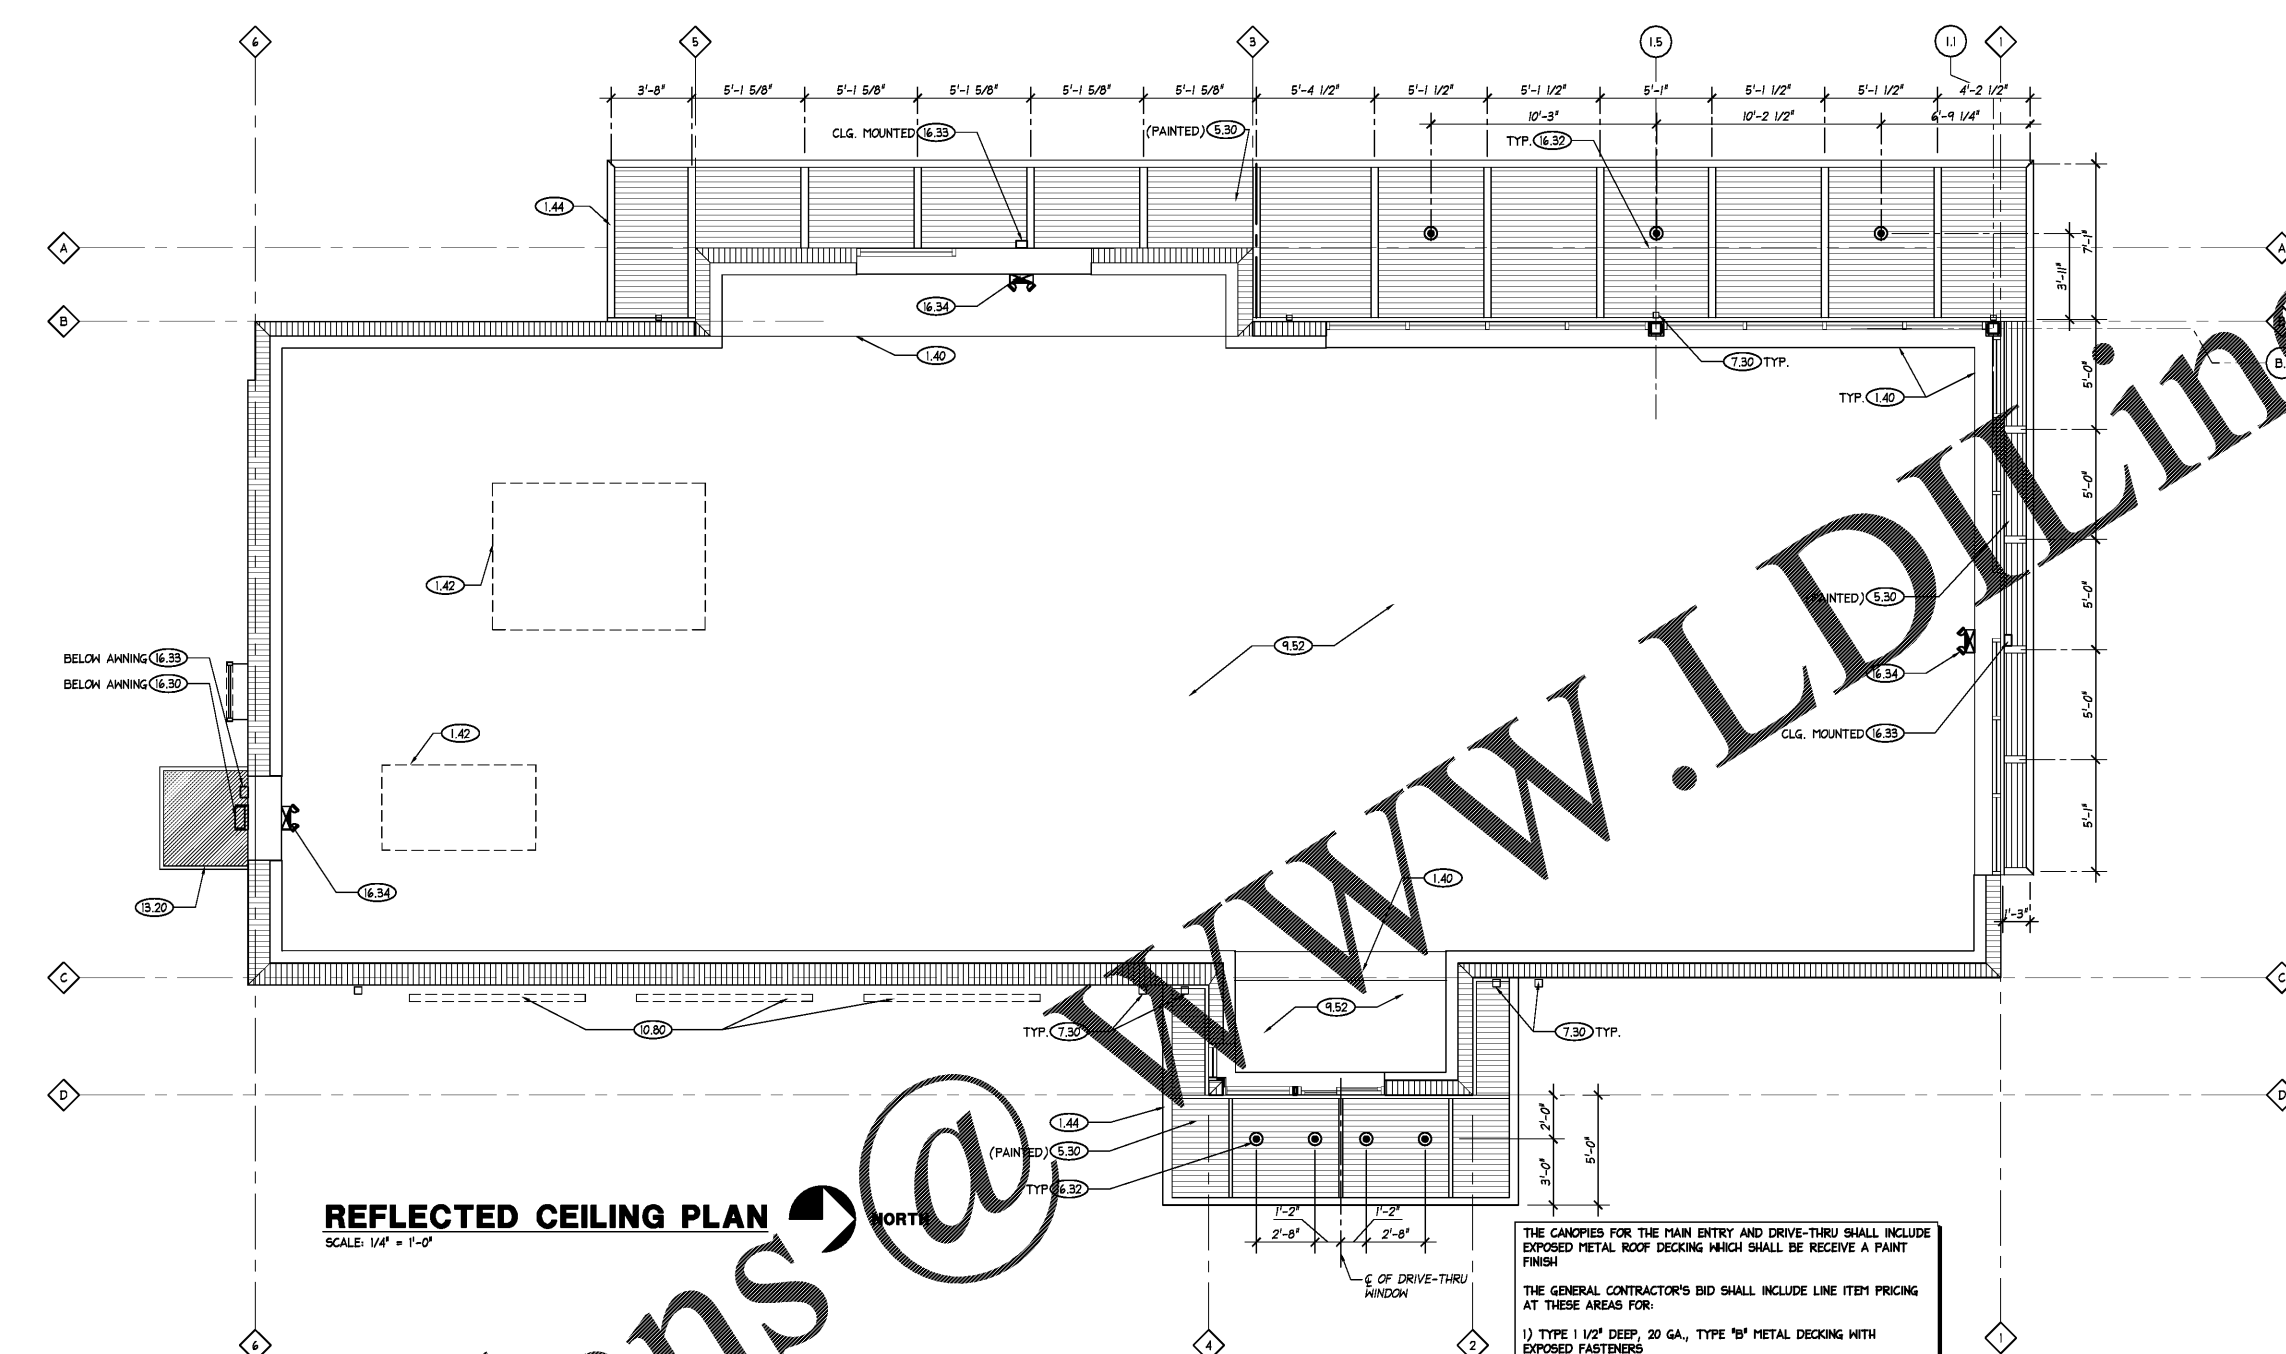 6
5
3
1.5
1.1
1
3'-8"
5'-1 5/8"
5'-1 5/8"
5'-1 5/8"
5'-1 5/8"
5'-1 5/8"
5'-4 1/2"
5'-1 1/2"
5'-1 1/2"
5'-1"
5'-1 1/2"
5'-1 1/2"
4'-2 1/2"
10'-3"
10'-2 1/2"
6'-9 1/4"
CLG. MOUNTED 16.33
(PAINTED) 5.30
TYP. 16.32
1.44
A
A
7'-1"
3'-11"
16.34
B
1.40
7.30 TYP.
B.
TYP. 1.40
5'-0"
5'-0"
1.42
(PAINTED) 5.30
5'-0"
9.52
BELOW AWNING 16.33
BELOW AWNING 16.30
16.34
5'-0"
1.42
CLG. MOUNTED 16.33
5'-1"
1.40
16.34
13.20
1'-3"
C
C
9.52
10.80
TYP. 7.30
7.30 TYP.
D
D
1.44
2'-0"
(PAINTED) 5.30
5'-0"
3'-0"
TYP 16.32
REFLECTED CEILING PLAN
NORTH
SCALE: 1/4" = 1'-0"
1'-2"
1'-2"
2'-8"
2'-8"
℄ OF DRIVE-THRU
WINDOW
THE CANOPIES FOR THE MAIN ENTRY AND DRIVE-THRU SHALL INCLUDE
EXPOSED METAL ROOF DECKING WHICH SHALL BE RECEIVE A PAINT
FINISH
THE GENERAL CONTRACTOR'S BID SHALL INCLUDE LINE ITEM PRICING
AT THESE AREAS FOR:
1) TYPE 1 1/2" DEEP, 20 GA., TYPE "B" METAL DECKING WITH
EXPOSED FASTENERS
6
4
2
1
ns@www.LDILin